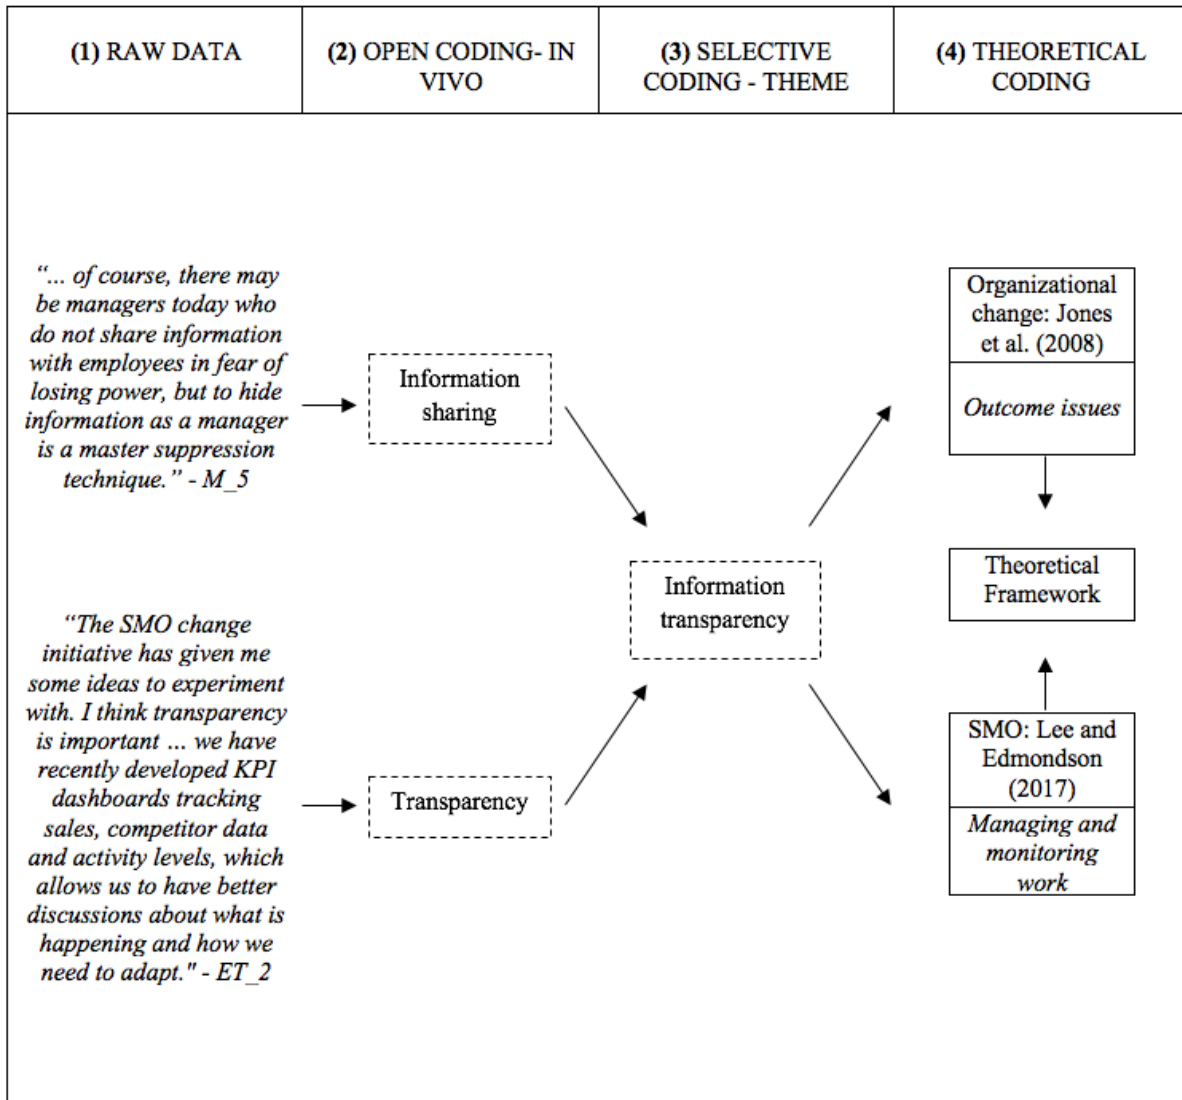 (1) RAW DATA
(2) OPEN CODING- IN
VIVO
(3) SELECTIVE
CODING - THEME
(4) THEORETICAL
CODING
“... of course, there may
be managers today who
do not share information
with employees in fear of
losing power, but to hide
information as a manager
is a master suppression
technique.” - M_5
“The SMO change
initiative has given me
some ideas to experiment
with. I think transparency
is important ... we have
recently developed KPI
dashboards tracking
sales, competitor data
and activity levels, which
allows us to have better
discussions about what is
happening and how we
need to adapt." - ET_2
Information
sharing
Transparency
Information
transparency
Organizational
change: Jones
et al. (2008)
Outcome issues
Theoretical
Framework
SMO: Lee and
Edmondson
(2017)
Managing and
monitoring
work